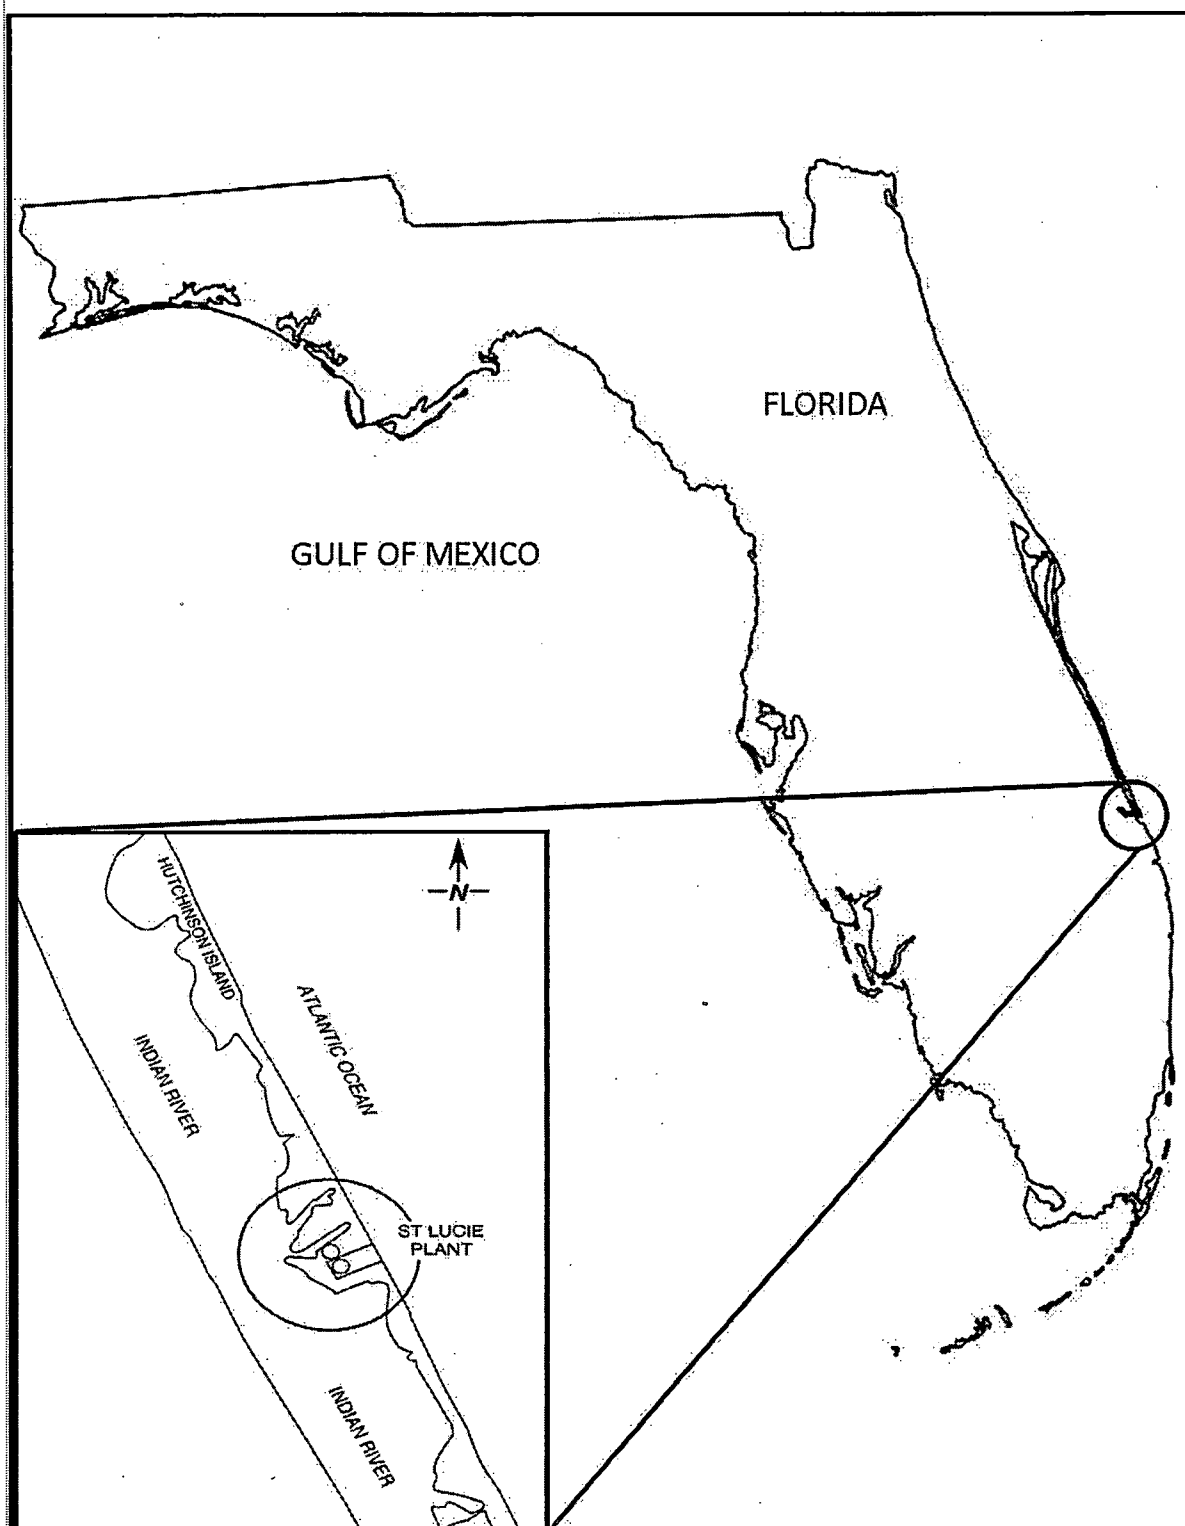 FLORIDA
GULF OF MEXICO
N
HUTCHINSON ISLAND
ATLANTIC OCEAN
INDIAN RIVER
ST LUCIE
PLANT
INDIAN RIVER